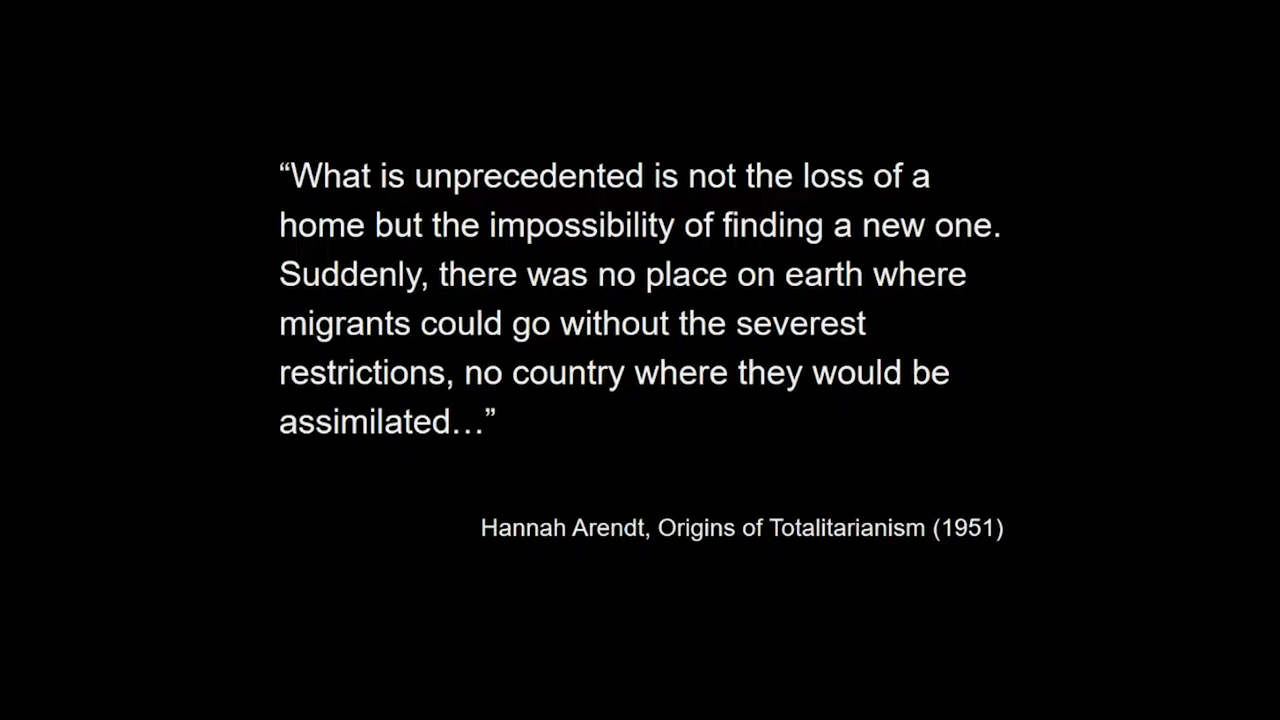 “What is unprecedented is not the loss of a
home but the impossibility of finding a new one.
Suddenly, there was no place on earth where
migrants could go without the severest
restrictions, no country where they would be
assimilated…”
Hannah Arendt, Origins of Totalitarianism (1951)